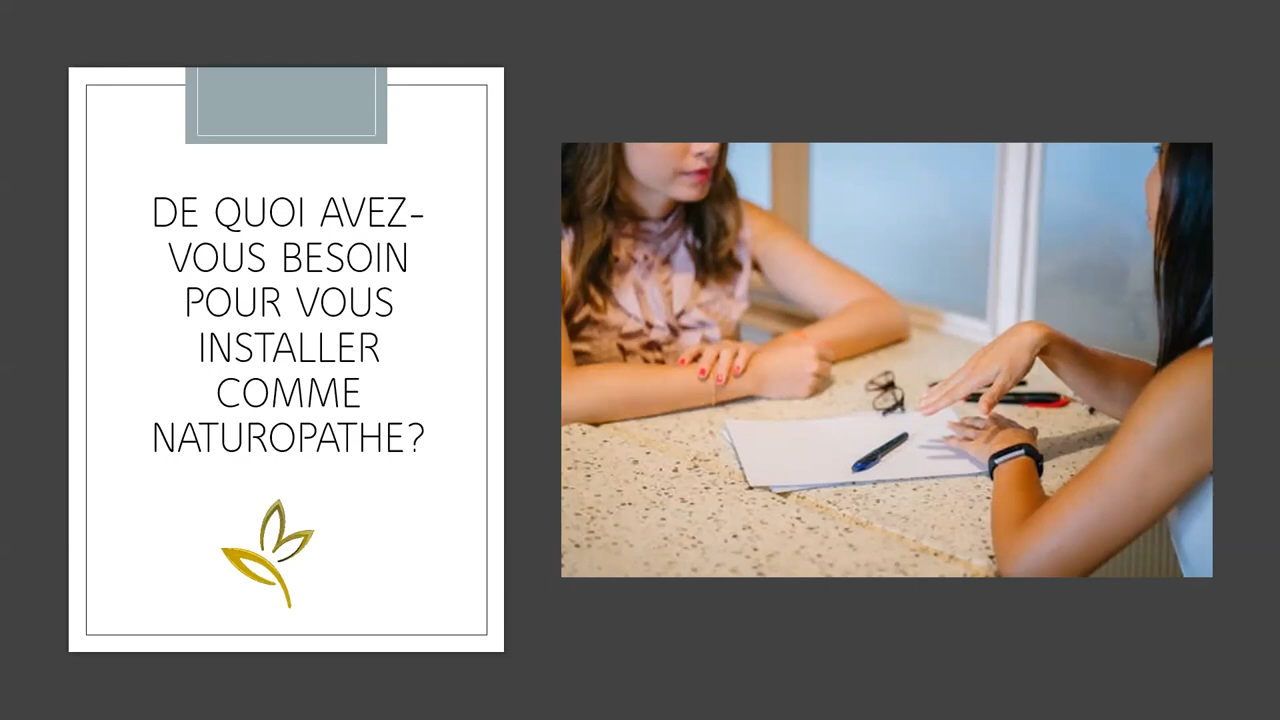 DE QUOI AVEZ-
VOUS BESOIN
POUR VOUS
INSTALLER
COMME
NATUROPATHE?